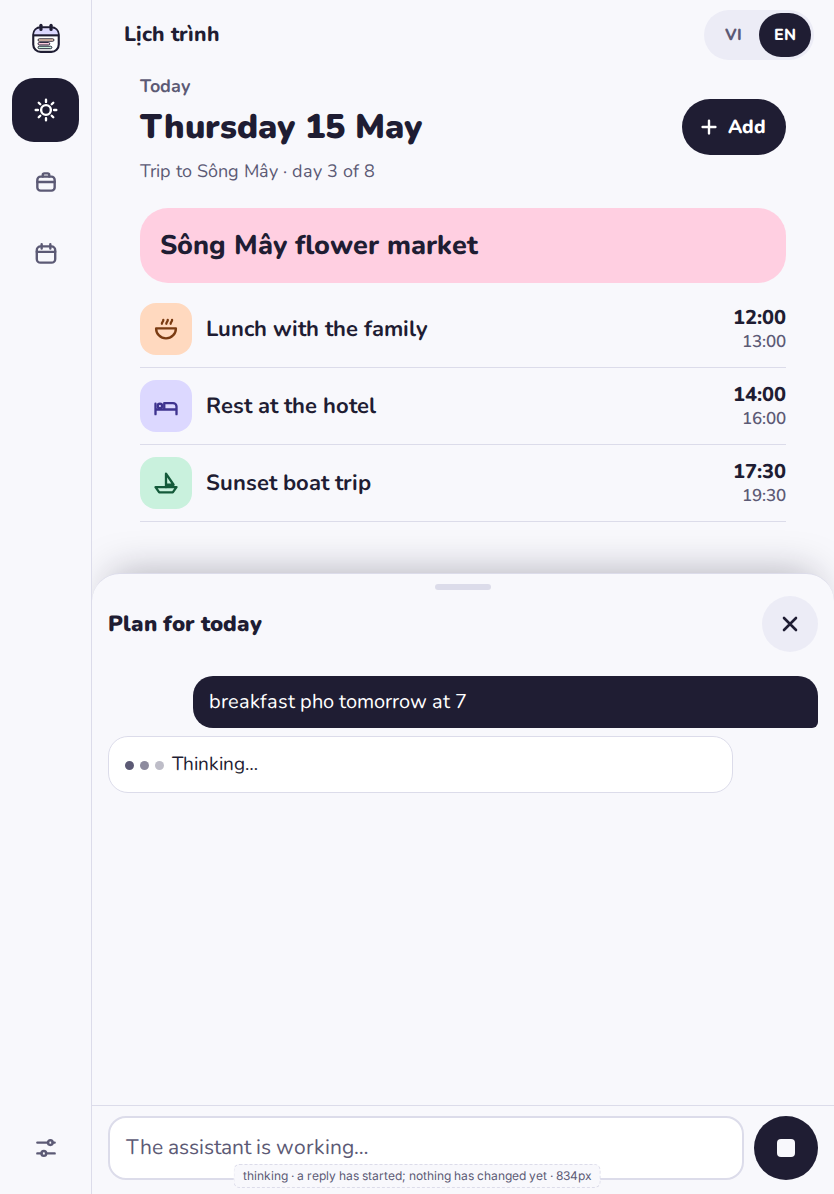 Lịch trình
VI EN
Today
Thursday 15 May
Add
Trip to Sông Mây · day 3 of 8
Sông Mây flower market
Lunch with the family
12:00
13:00
Rest at the hotel
14:00
16:00
Sunset boat trip
17:30
19:30
Plan for today
breakfast pho tomorrow at 7
Thinking...
The assistant is working...
thinking · a reply has started; nothing has changed yet · 834px